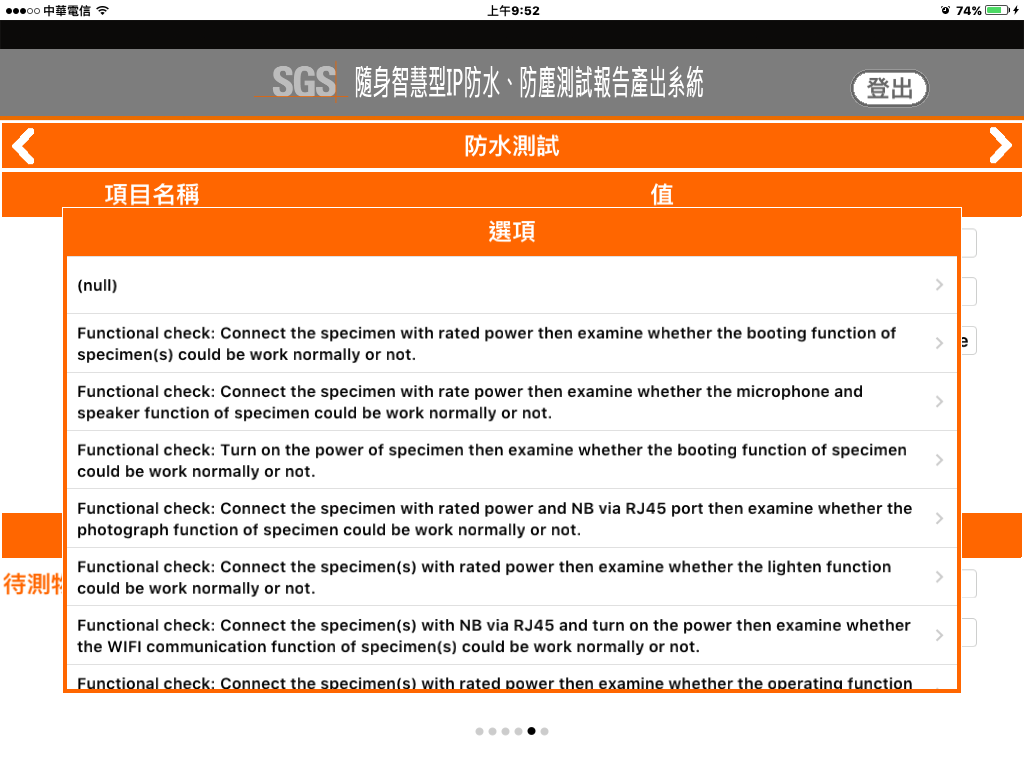 中華電信
上午9:52
74%
SGS 隨身智慧型IP防水、防塵測試報告產出系統
登出
防水測試
項目名稱
值
選項
(null)
Functional check: Connect the specimen with rated power then examine whether the booting function of
specimen(s) could be work normally or not.
e
Functional check: Connect the specimen with rate power then examine whether the microphone and
speaker function of specimen could be work normally or not.
Functional check: Turn on the power of specimen then examine whether the booting function of specimen
could be work normally or not.
Functional check: Connect the specimen with rated power and NB via RJ45 port then examine whether the
photograph function of specimen could be work normally or not.
Functional check: Connect the specimen(s) with rated power then examine whether the lighten function
could be work normally or not.
待測物
Functional check: Connect the specimen(s) with NB via RJ45 and turn on the power then examine whether
the WIFI communication function of specimen(s) could be work normally or not.
Functional check: Connect the specimen(s) with rated power then examine whether the operating function